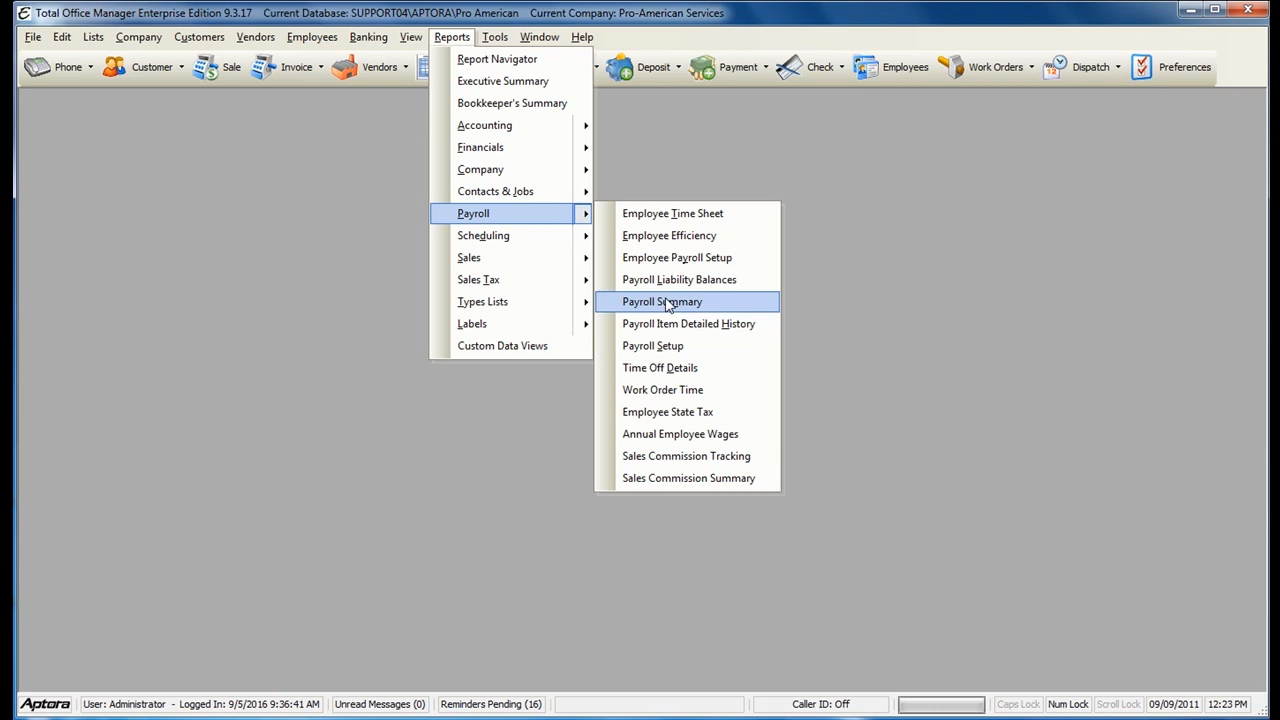 Total Office Manager Enterprise Edition 9.3.17 Current Database: SUPPORT04\APTORA\Pro American Current Company: Pro-American Services
File Edit Lists Company Customers Vendors Employees Banking View Reports Tools Window Help
Phone Customer Sale Invoice Vendors Deposit Payment Check Employees Work Orders Dispatch Preferences
Report Navigator
Executive Summary
Bookkeeper's Summary
Accounting
Financials
Company
Contacts & Jobs
Payroll
Scheduling
Sales
Sales Tax
Types Lists
Labels
Custom Data Views
Employee Time Sheet
Employee Efficiency
Employee Payroll Setup
Payroll Liability Balances
Payroll Summary
Payroll Item Detailed History
Payroll Setup
Time Off Details
Work Order Time
Employee State Tax
Annual Employee Wages
Sales Commission Tracking
Sales Commission Summary
Aptora User: Administrator - Logged In: 9/5/2016 9:36:41 AM Unread Messages (0) Reminders Pending (16) Caller ID: Off Caps Lock Num Lock Scroll Lock 09/09/2011 12:23 PM